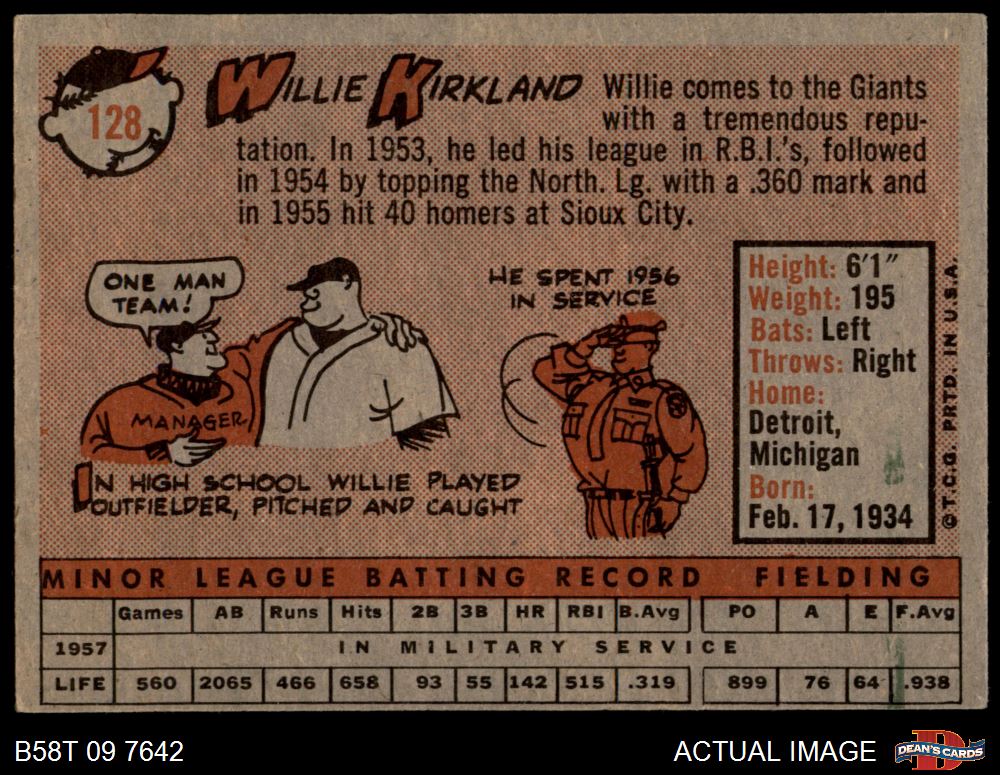 128
WILLIE KIRKLAND
Willie comes to the Giants
with a tremendous repu-
tation. In 1953, he led his league in R.B.I.'s, followed
in 1954 by topping the North. Lg. with a .360 mark and
in 1955 hit 40 homers at Sioux City.
ONE MAN
TEAM!
MANAGER
IN HIGH SCHOOL WILLIE PLAYED
OUTFIELDER, PITCHED AND CAUGHT
HE SPENT 1956
IN SERVICE
Height: 6'1"
Weight: 195
Bats: Left
Throws: Right
Home:
Detroit,
Michigan
Born:
Feb. 17, 1934
© T.C.G. PRTD. IN U.S.A.
MINOR LEAGUE BATTING RECORD FIELDING
Games AB Runs Hits 2B 3B HR RBI B.Avg PO A E F.Avg
1957 IN MILITARY SERVICE
LIFE 560 2065 466 658 93 55 142 515 .319 899 76 64 .938
B58T 09 7642
ACTUAL IMAGE
D
DEAN'S CARDS